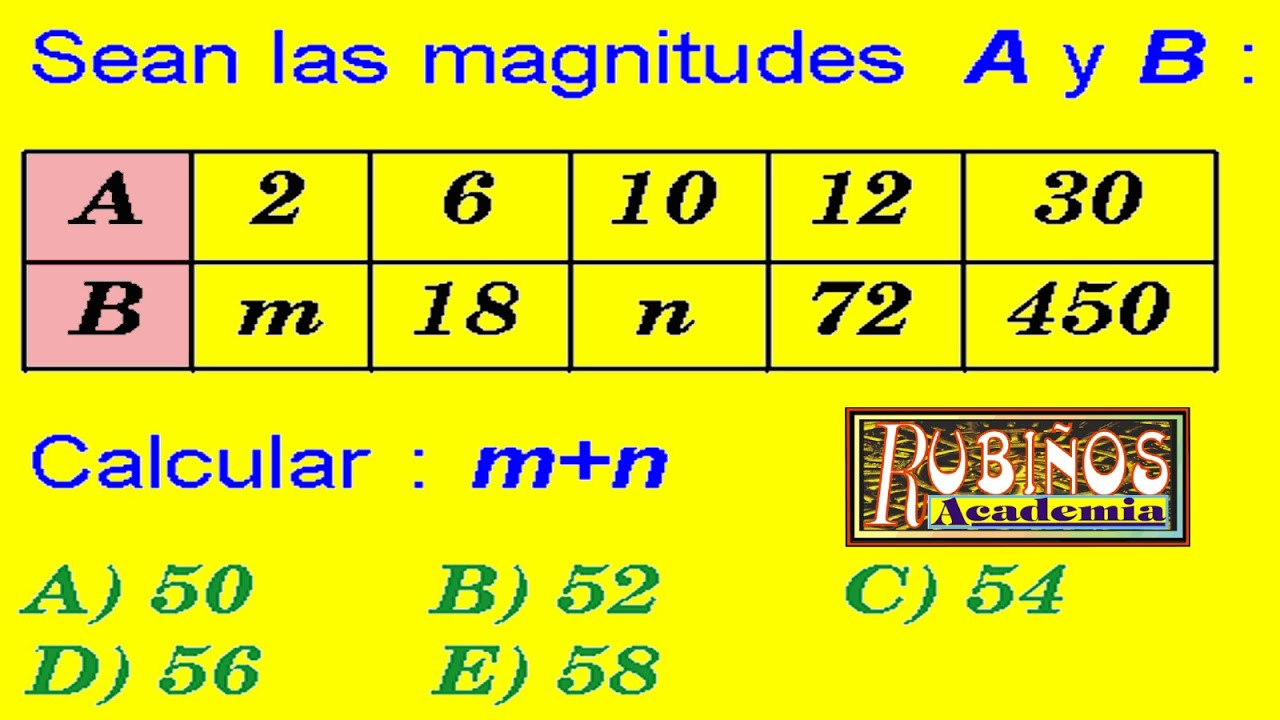 Sean las magnitudes A y B :
A 2 6 10 12 30
B m 18 n 72 450
Calcular : m+n
RUBIÑOS
Academia
A) 50 B) 52 C) 54
D) 56 E) 58